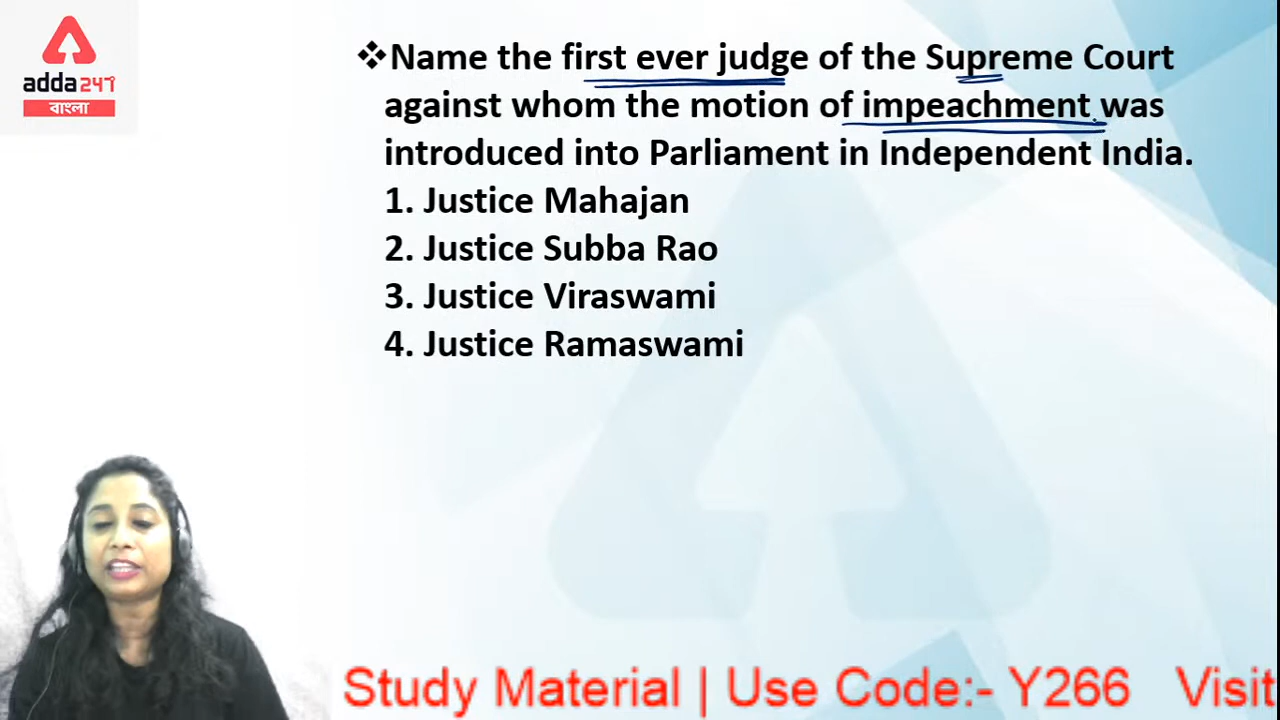 adda247
বাংলা
❖Name the first ever judge of the Supreme Court
against whom the motion of impeachment was
introduced into Parliament in Independent India.
1. Justice Mahajan
2. Justice Subba Rao
3. Justice Viraswami
4. Justice Ramaswami
Study Material | Use Code:- Y266 Visit